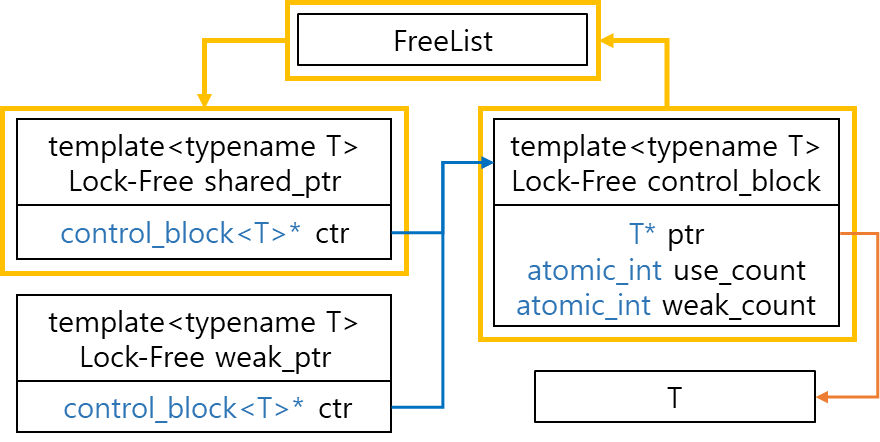 FreeList
template<typename T>
Lock-Free shared_ptr
control_block<T>* ctr
template<typename T>
Lock-Free weak_ptr
control_block<T>* ctr
template<typename T>
Lock-Free control_block
T* ptr
atomic_int use_count
atomic_int weak_count
T